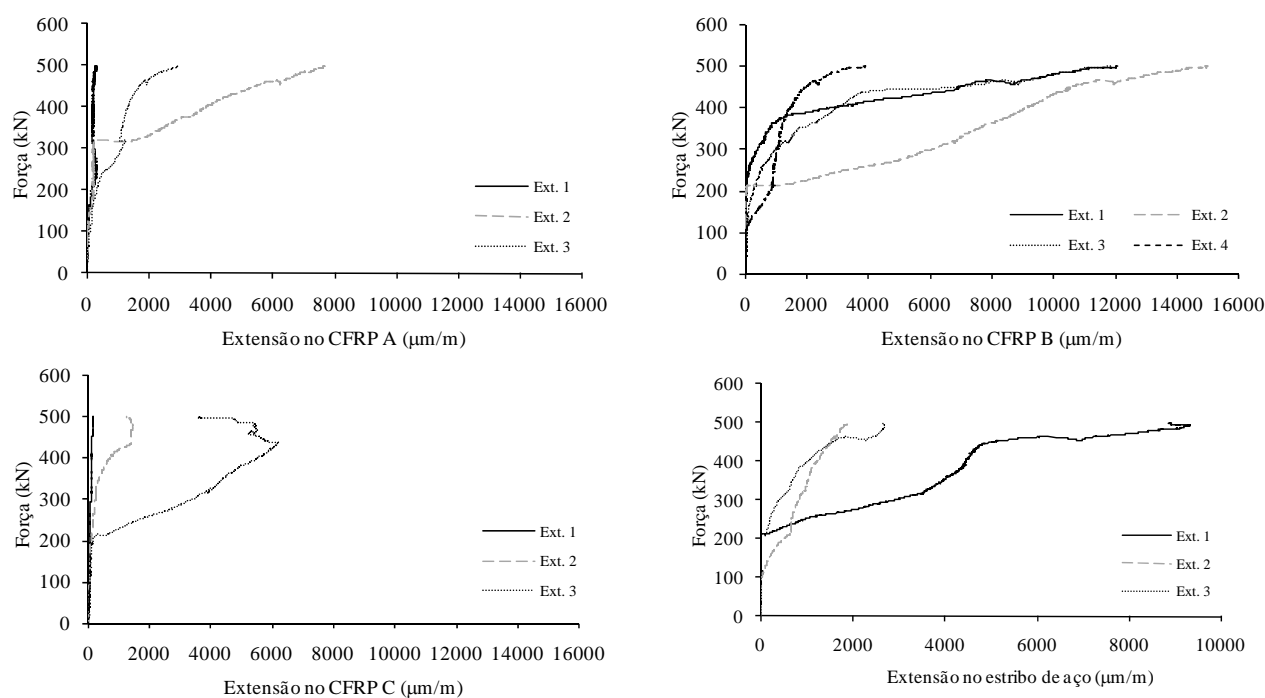 600
500
400
300
200
100
0
Força (kN)
Ext. 1
Ext. 2
Ext. 3
0 2000 4000 6000 8000 10000 12000 14000 16000
Extensão no CFRP A (μm/m)
600
500
400
300
200
100
0
Força (kN)
Ext. 1 Ext. 2
Ext. 3 Ext. 4
0 2000 4000 6000 8000 10000 12000 14000 16000
Extensão no CFRP B (μm/m)
600
500
400
300
200
100
0
Força (kN)
Ext. 1
Ext. 2
Ext. 3
0 2000 4000 6000 8000 10000 12000 14000 16000
Extensão no CFRP C (μm/m)
600
500
400
300
200
100
0
Força (kN)
Ext. 1
Ext. 2
Ext. 3
0 2000 4000 6000 8000 10000
Extensão no estribo de aço (μm/m)